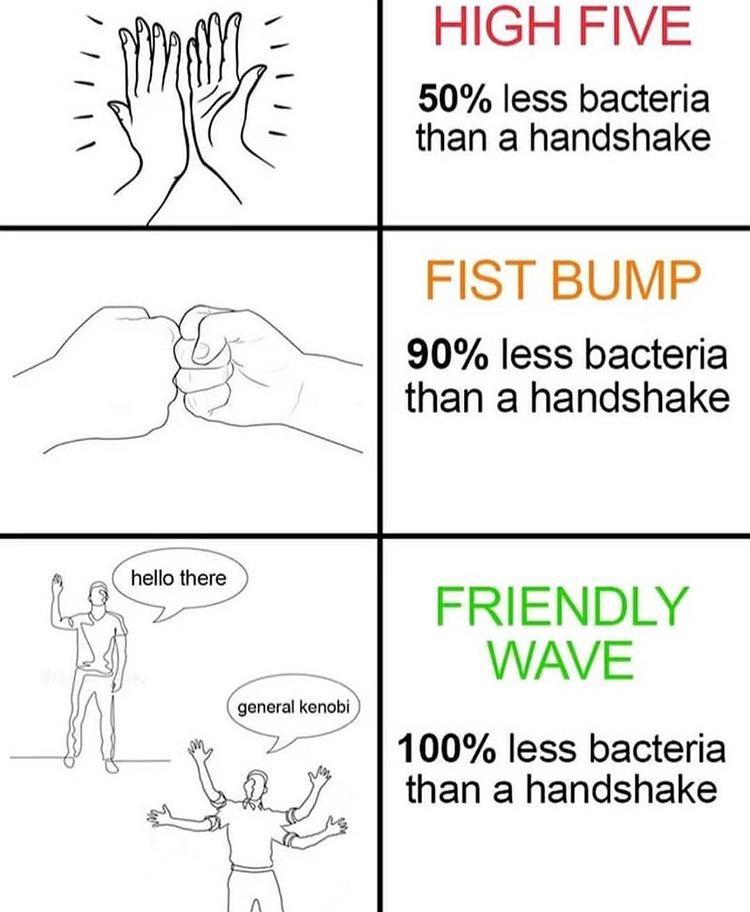 HIGH FIVE
50% less bacteria
than a handshake
FIST BUMP
90% less bacteria
than a handshake
hello there
general kenobi
FRIENDLY
WAVE
100% less bacteria
than a handshake